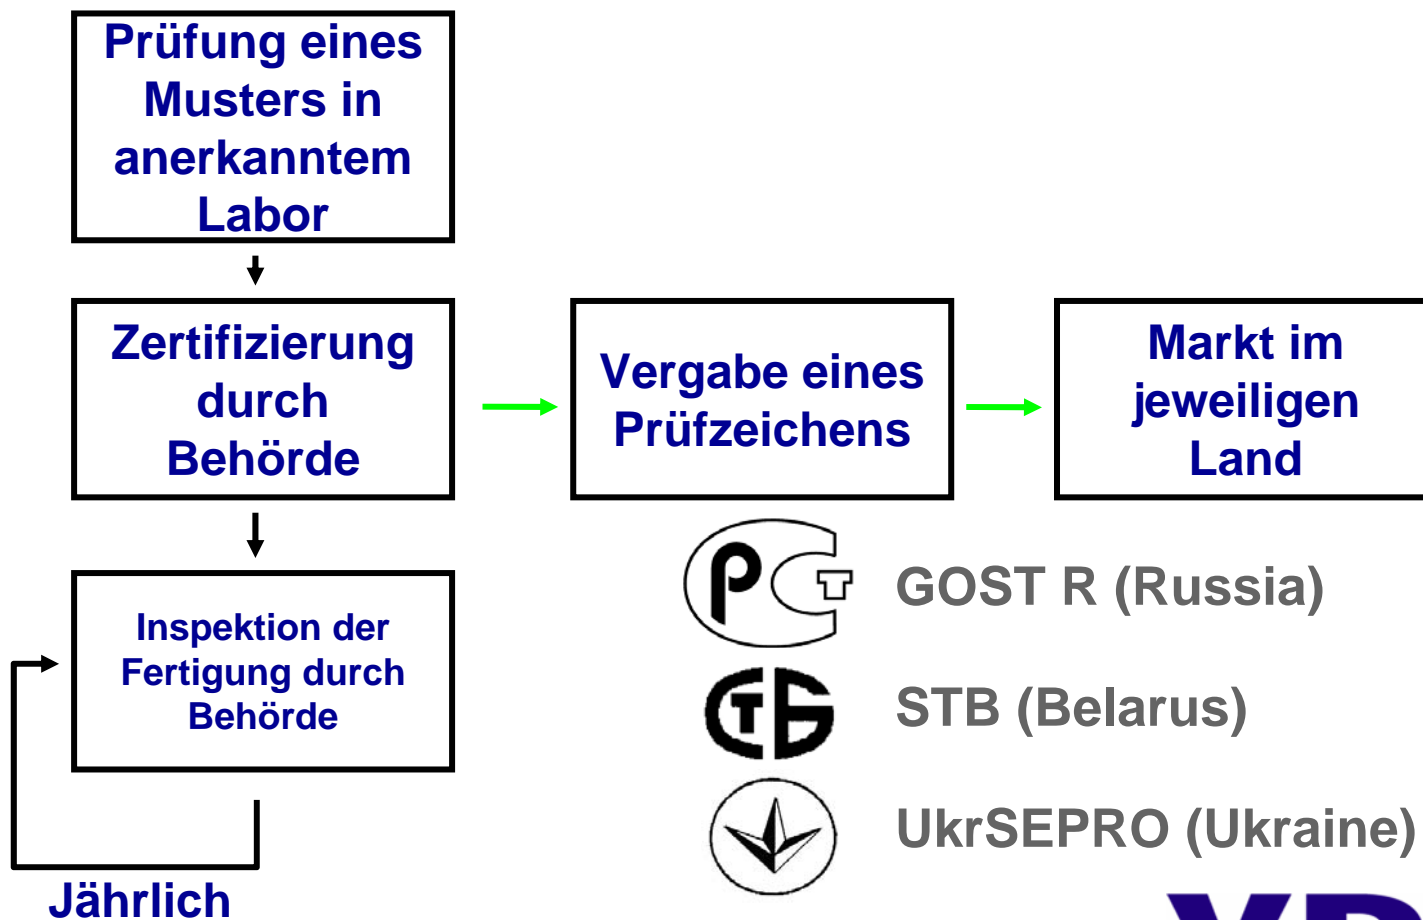 Prüfung eines
Musters in
anerkanntem
Labor
Zertifizierung
durch
Behörde
Vergabe eines
Prüfzeichens
Markt im
jeweiligen
Land
Inspektion der
Fertigung durch
Behörde
Jährlich
GOST R (Russia)
STB (Belarus)
UkrSEPRO (Ukraine)